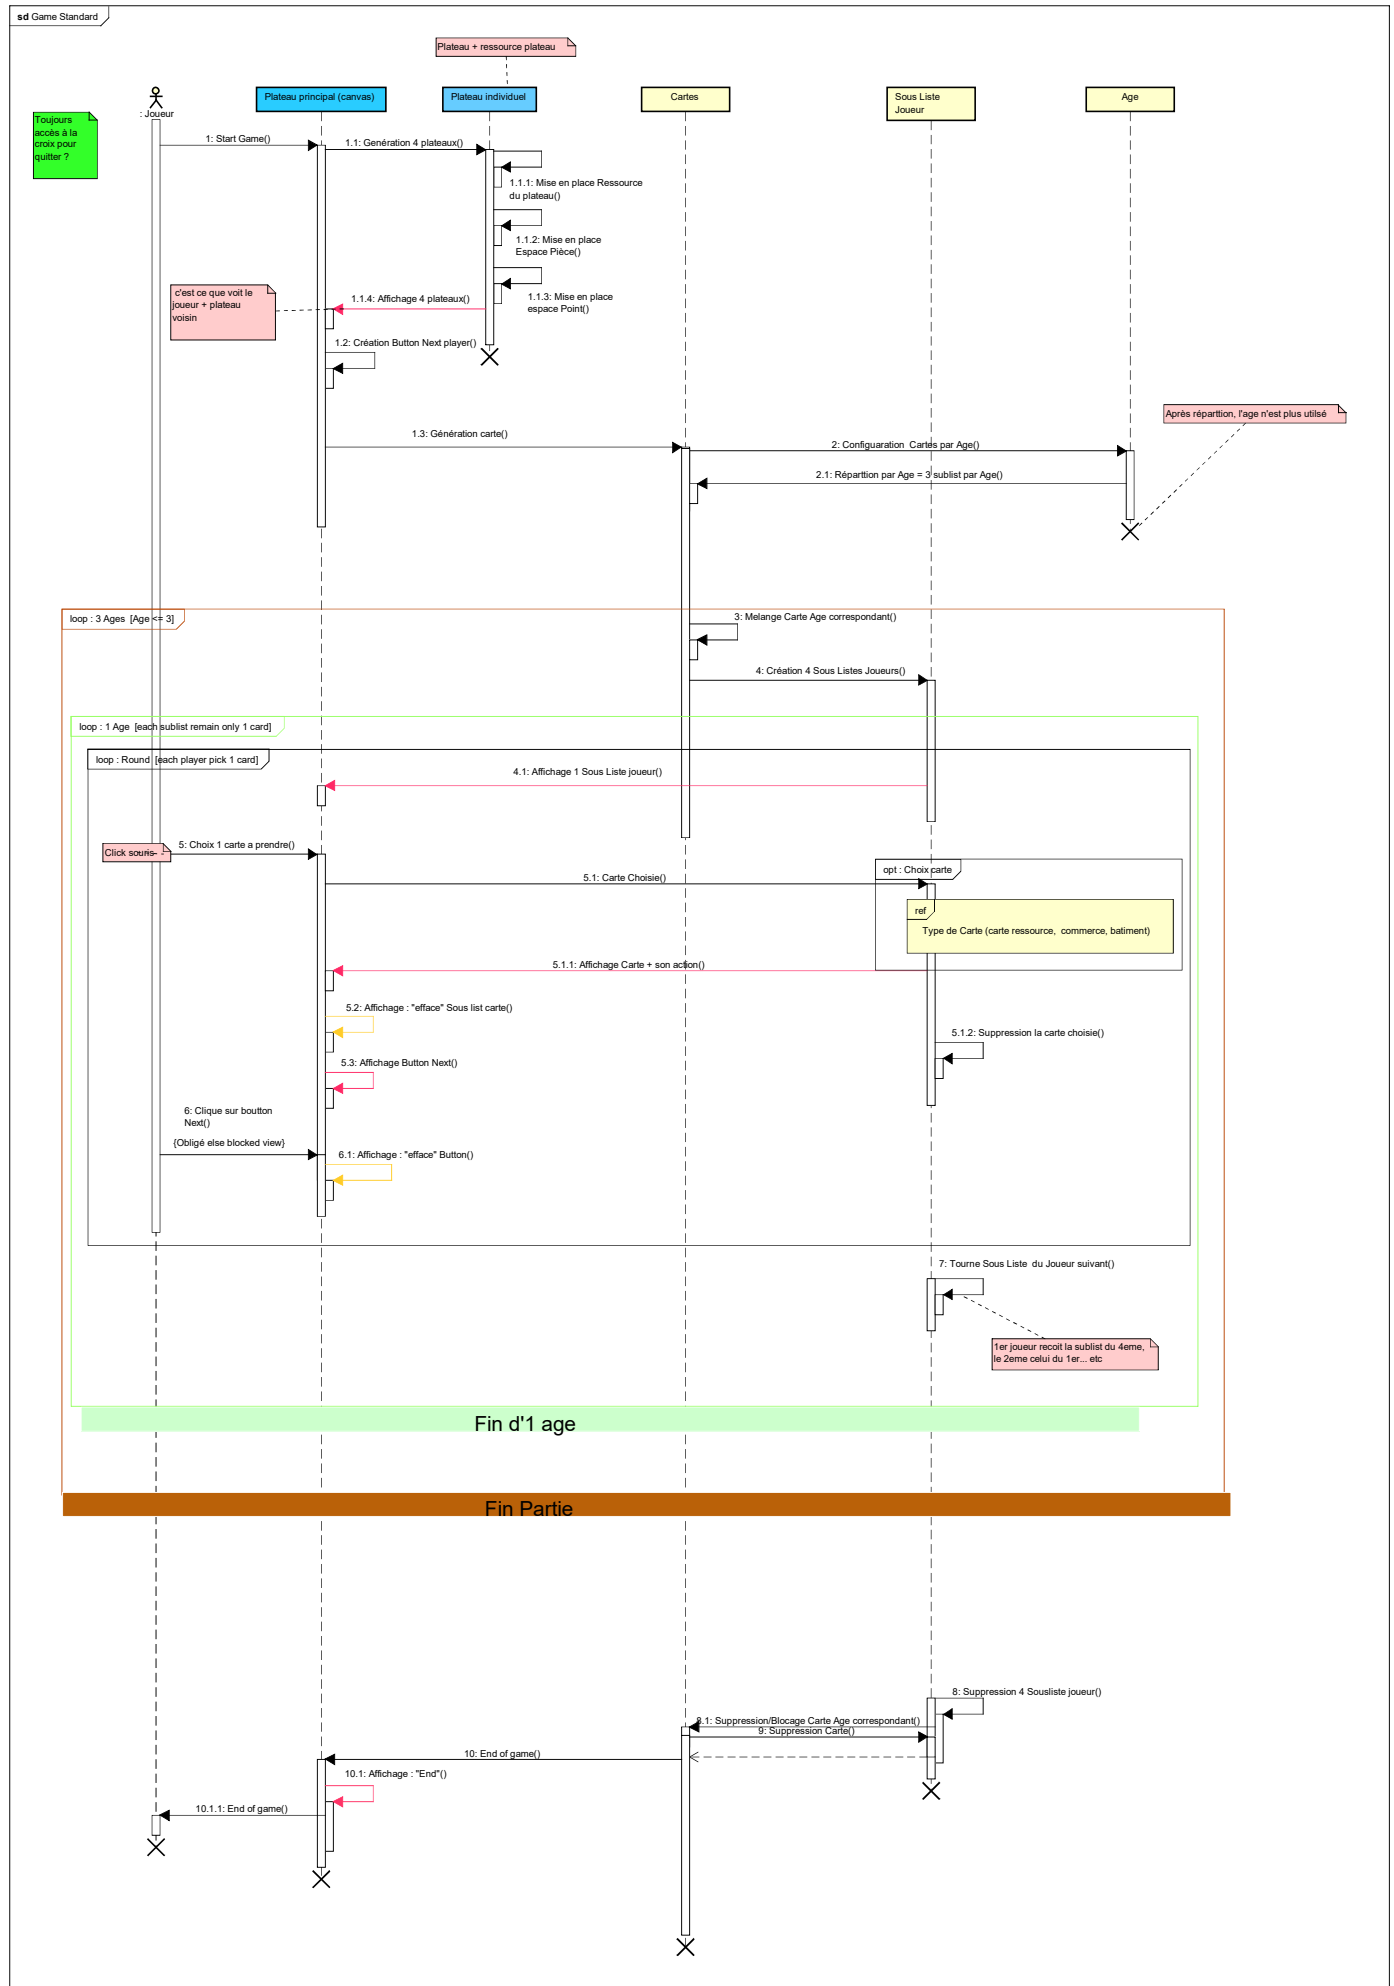 sd Game Standard
Plateau + ressource plateau
: Joueur
Plateau principal (canvas)
Plateau individuel
Cartes
Sous Liste
Joueur
Age
Toujours
accès à la
croix pour
quitter ?
1: Start Game()
1.1: Genération 4 plateaux()
1.1.1: Mise en place Ressource
du plateau()
1.1.2: Mise en place
Espace Pièce()
1.1.3: Mise en place
espace Point()
c'est ce que voit le
joueur + plateau
voisin
1.1.4: Affichage 4 plateaux()
1.2: Création Button Next player()
Après réparttion, l'age n'est plus utilsé
1.3: Génération carte()
2: Configuaration Cartes par Age()
2.1: Réparttion par Age = 3 sublist par Age()
loop : 3 Ages [Age <= 3]
3: Melange Carte Age correspondant()
4: Création 4 Sous Listes Joueurs()
loop : 1 Age [each sublist remain only 1 card]
loop : Round [each player pick 1 card]
4.1: Affichage 1 Sous Liste joueur()
Click souris
5: Choix 1 carte a prendre()
opt : Choix carte
5.1: Carte Choisie()
ref
Type de Carte (carte ressource, commerce, batiment)
5.1.1: Affichage Carte + son action()
5.2: Affichage : "efface" Sous list carte()
5.1.2: Suppression la carte choisie()
5.3: Affichage Button Next()
6: Clique sur boutton
Next()
{Obligé else blocked view}
6.1: Affichage : "efface" Button()
7: Tourne Sous Liste du Joueur suivant()
1er joueur recoit la sublist du 4eme,
le 2eme celui du 1er... etc
Fin d'1 age
Fin Partie
8: Suppression 4 Sousliste joueur()
8.1: Suppression/Blocage Carte Age correspondant()
9: Suppression Carte()
10: End of game()
10.1: Affichage : "End"()
10.1.1: End of game()